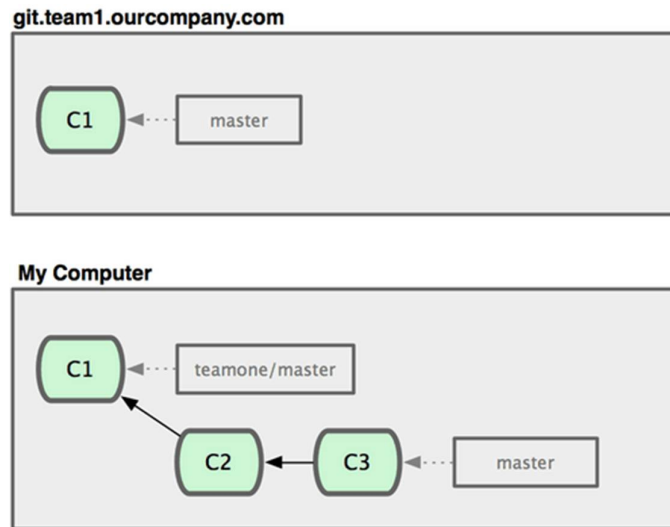 git.team1.ourcompany.com
C1
master
My Computer
C1
teamone/master
C2
C3
master